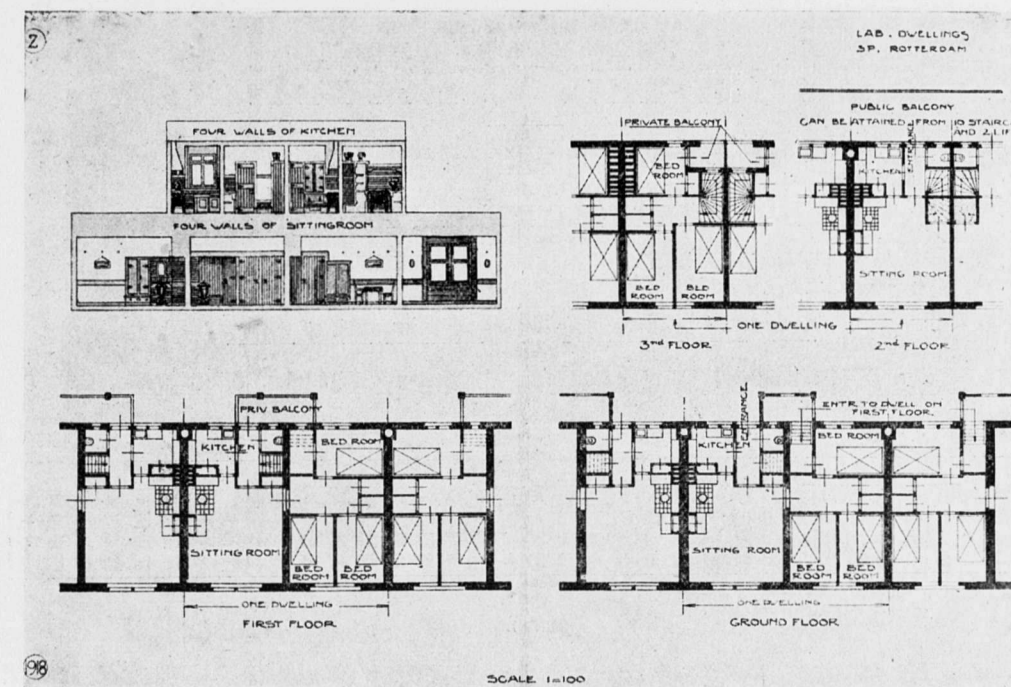 2
LAB. DWELLINGS
SP. ROTTERDAM
FOUR WALLS OF KITCHEN
FOUR WALLS OF SITTINGROOM
PRIVATE BALCONY
BED
ROOM
BED
ROOM
BED
ROOM
ONE DWELLING
3nd FLOOR
PUBLIC BALCONY
CAN BE ATTAINED FROM 10 STAIRC
AND 2 LIF
ENTRANCE
KITCHEN
SITTING ROOM
2nd FLOOR
PRIV BALCONY
KITCHEN
BED ROOM
SITTING ROOM
BED
ROOM
BED
ROOM
ONE DWELLING
FIRST FLOOR
ENTRANCE
ENTR. TO DWELL ON
FIRST FLOOR.
KITCHEN
BED ROOM
SITTING ROOM
BED
ROOM
BED
ROOM
ONE DWELLING
GROUND FLOOR
918
SCALE 1=100